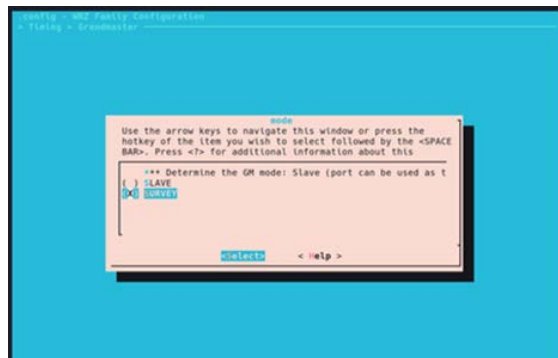 .config - WRZ Family Configuration
> Timing > Grandmaster
mode
Use the arrow keys to navigate this window or press the
hotkey of the item you wish to select followed by the <SPACE
BAR>. Press <?> for additional information about this
*** Determine the GM mode: Slave (port can be used as t
( ) SLAVE
(X) SURVEY
<Select> < Help >